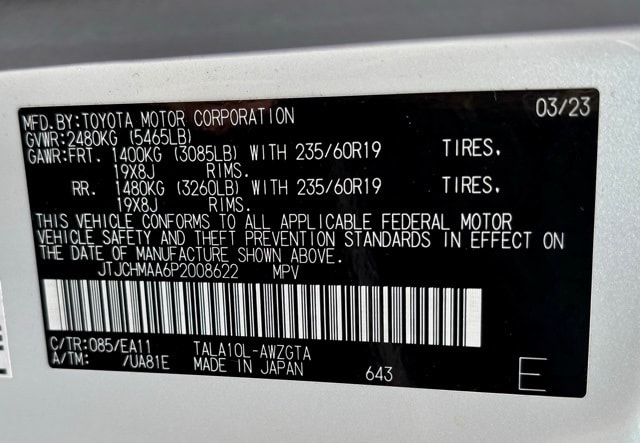 MFD. BY: TOYOTA MOTOR CORPORATION 03/23
GVWR: 2480KG (5465LB)
GAWR: FRT. 1400KG (3085LB) WITH 235/60R19 TIRES,
19X8J RIMS.
RR. 1480KG (3260LB) WITH 235/60R19 TIRES,
19X8J RIMS.
THIS VEHICLE CONFORMS TO ALL APPLICABLE FEDERAL MOTOR
VEHICLE SAFETY AND THEFT PREVENTION STANDARDS IN EFFECT ON
THE DATE OF MANUFACTURE SHOWN ABOVE.
JTJCHMAA6P2008622 MPV
C/TR: 085/EA11 TALA10L-AWZGTA
A/TM: /UA81E MADE IN JAPAN 643 E